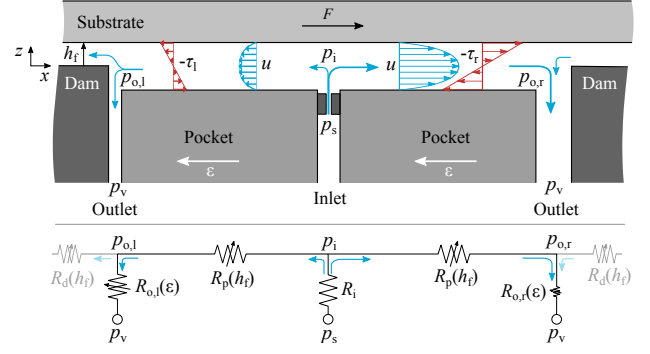 Substrate
F
z
h_f
x
-τ_l
u
p_i
u
-τ_r
p_o,l
p_o,r
Dam
Dam
p_s
Pocket
Pocket
ε
ε
p_v
Inlet
p_v
Outlet
Outlet
p_o,l
p_i
p_o,r
R_d(h_f)
R_o,l(ε)
R_p(h_f)
R_i
R_p(h_f)
R_o,r(ε)
R_d(h_f)
p_v
p_s
p_v